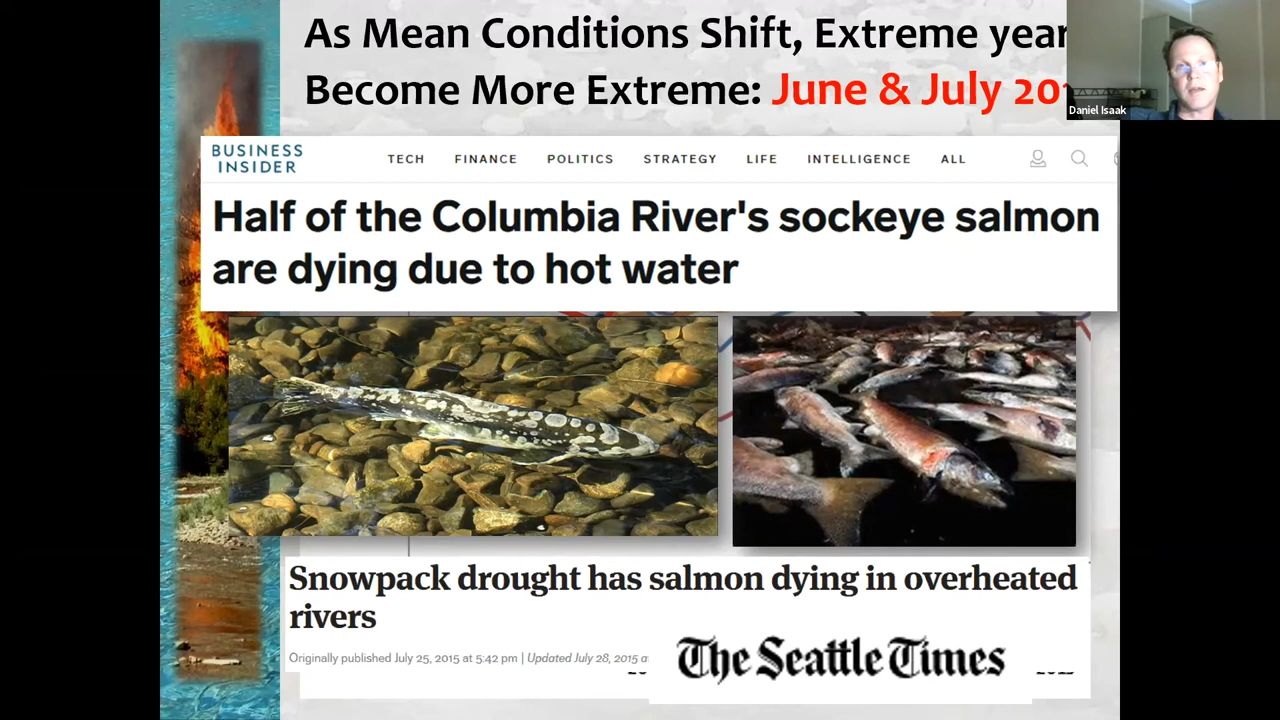 As Mean Conditions Shift, Extreme year
Become More Extreme: June & July 20
Daniel Isaak
BUSINESS
INSIDER
TECH FINANCE POLITICS STRATEGY LIFE INTELLIGENCE ALL
Half of the Columbia River's sockeye salmon
are dying due to hot water
Snowpack drought has salmon dying in overheated
rivers
Originally published July 25, 2015 at 5:42 pm | Updated July 28, 2015 a
The Seattle Times